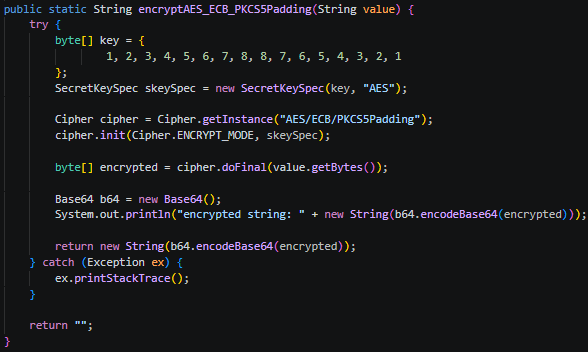 public static String encryptAES_ECB_PKCS5Padding(String value) {
    try {
        byte[] key = {
                1, 2, 3, 4, 5, 6, 7, 8, 8, 7, 6, 5, 4, 3, 2, 1
        };
        SecretKeySpec skeySpec = new SecretKeySpec(key, "AES");

        Cipher cipher = Cipher.getInstance("AES/ECB/PKCS5Padding");
        cipher.init(Cipher.ENCRYPT_MODE, skeySpec);

        byte[] encrypted = cipher.doFinal(value.getBytes());

        Base64 b64 = new Base64();
        System.out.println("encrypted string: " + new String(b64.encodeBase64(encrypted)));

        return new String(b64.encodeBase64(encrypted));
    } catch (Exception ex) {
        ex.printStackTrace();
    }

    return "";
}